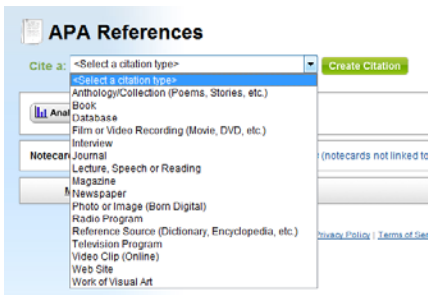 APA References
Cite a: <Select a citation type> Create Citation
<Select a citation type>
Anthology/Collection (Poems, Stories, etc.)
Book
Database
Film or Video Recording (Movie, DVD, etc.)
Interview
Journal
Lecture, Speech or Reading
Magazine
Newspaper
Photo or Image (Born Digital)
Radio Program
Reference Source (Dictionary, Encyclopedia, etc.)
Television Program
Video Clip (Online)
Web Site
Work of Visual Art
Anal
Notecar (notecards not linked to
Privacy Policy | Terms of Ser